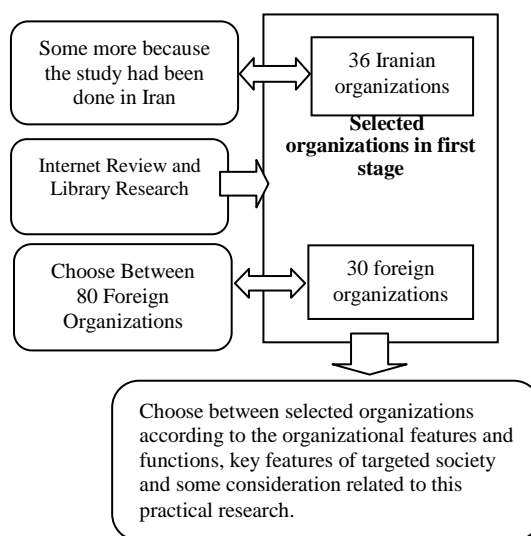 Some more because
the study had been
done in Iran
36 Iranian
organizations
Selected
organizations in first
stage
Internet Review and
Library Research
Choose Between
80 Foreign
Organizations
30 foreign
organizations
Choose between selected organizations
according to the organizational features and
functions, key features of targeted society
and some consideration related to this
practical research.